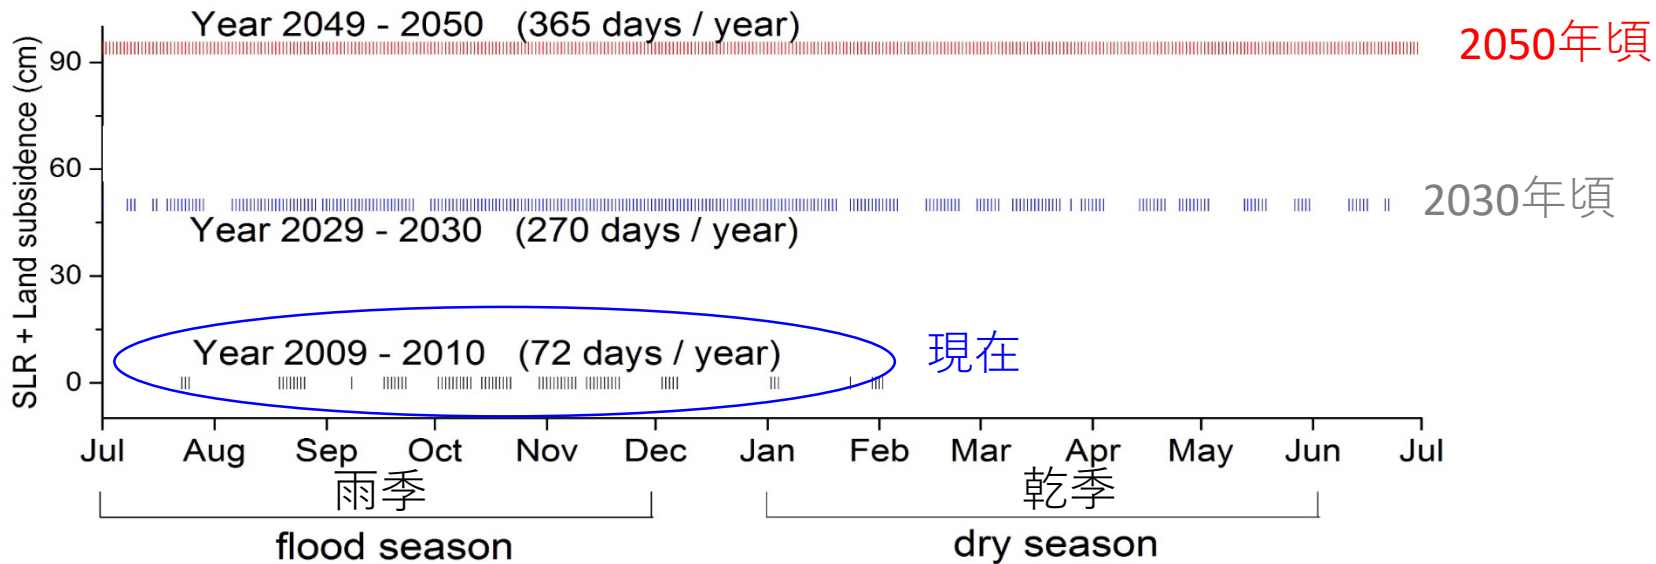 Year 2049 - 2050 (365 days / year)
2050年頃
SLR + Land subsidence (cm)
90
60
2030年頃
Year 2029 - 2030 (270 days / year)
30
Year 2009 - 2010 (72 days / year)
現在
0
Jul Aug Sep Oct Nov Dec Jan Feb Mar Apr May Jun Jul
雨季 乾季
flood season dry season